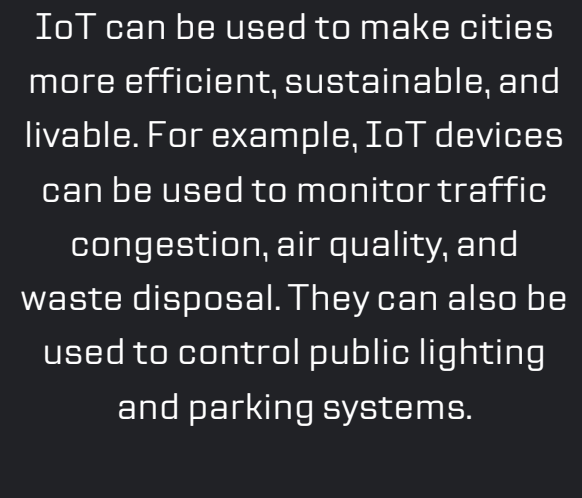 IoT can be used to make cities
more efficient, sustainable, and
livable. For example, IoT devices
can be used to monitor traffic
congestion, air quality, and
waste disposal. They can also be
used to control public lighting
and parking systems.